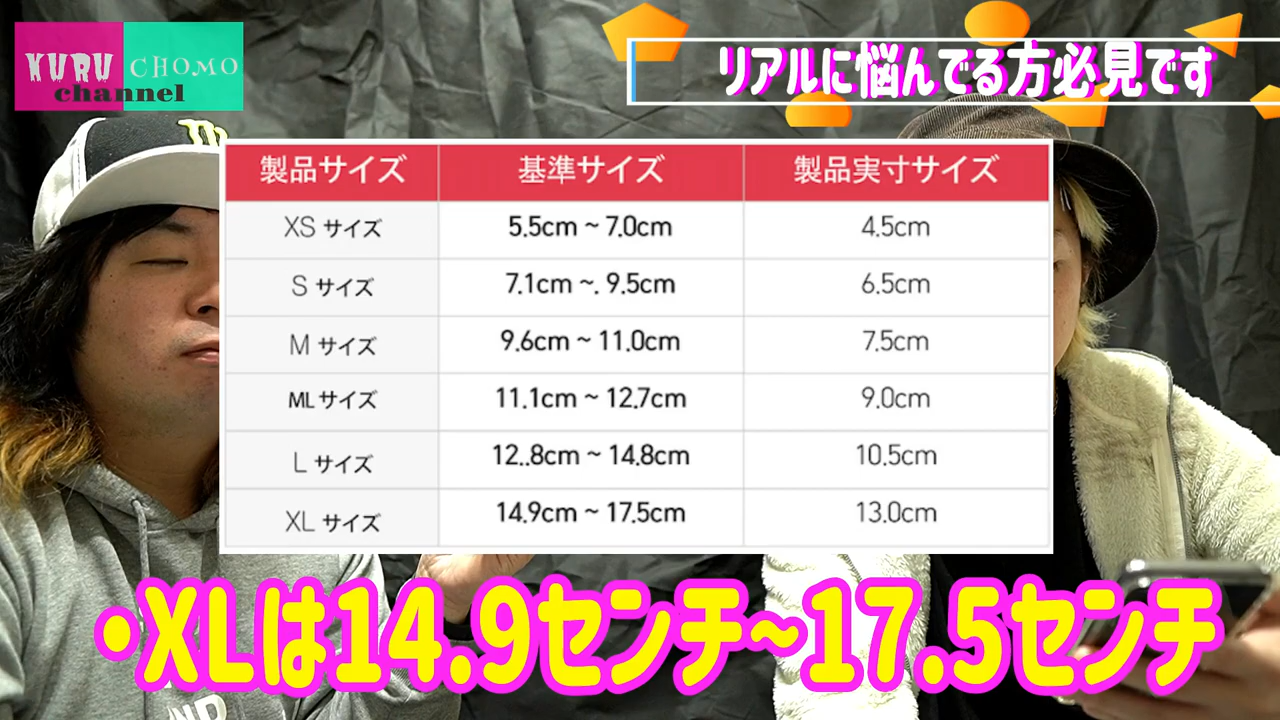 YURU CHOMO
channel
リアルに悩んでる方必見です
製品サイズ 基準サイズ 製品実寸サイズ
XS サイズ 5.5cm ~ 7.0cm 4.5cm
S サイズ 7.1cm ~. 9.5cm 6.5cm
M サイズ 9.6cm ~ 11.0cm 7.5cm
ML サイズ 11.1cm ~ 12.7cm 9.0cm
L サイズ 12..8cm ~ 14.8cm 10.5cm
XL サイズ 14.9cm ~ 17.5cm 13.0cm
・XLは14.9センチ~17.5センチ